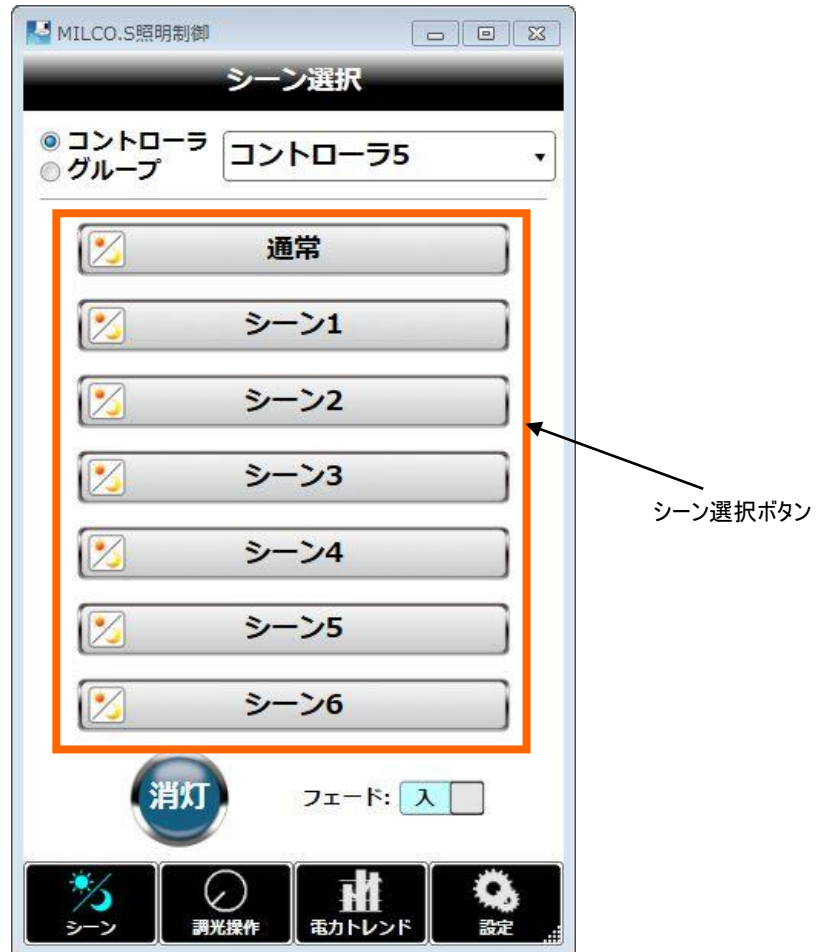 MILCO.S照明制御
シーン選択
コントローラ
グループ
コントローラ5
通常
シーン1
シーン2
シーン3
シーン4
シーン5
シーン6
シーン選択ボタン
消灯
フェード: 入
シーン
調光操作
電力トレンド
設定